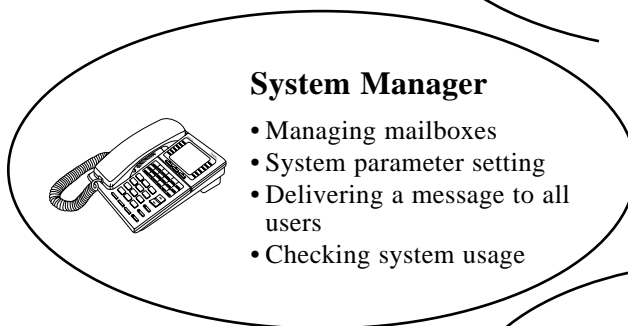 System Manager
• Managing mailboxes
• System parameter setting
• Delivering a message to all
users
• Checking system usage